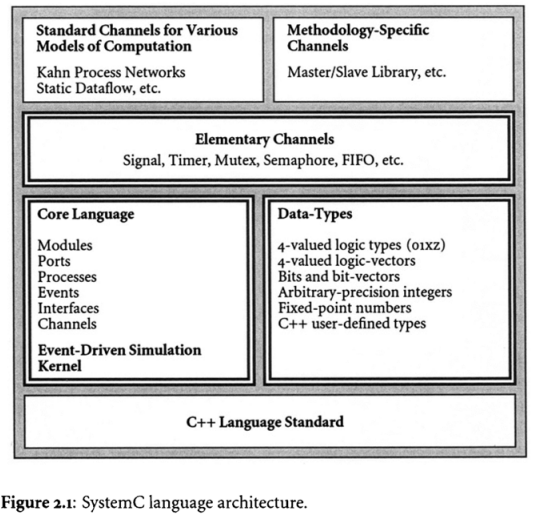 Standard Channels for Various
Models of Computation
Kahn Process Networks
Static Dataflow, etc.
Methodology-Specific
Channels
Master/Slave Library, etc.
Elementary Channels
Signal, Timer, Mutex, Semaphore, FIFO, etc.
Core Language
Modules
Ports
Processes
Events
Interfaces
Channels
Event-Driven Simulation
Kernel
Data-Types
4-valued logic types (01XZ)
4-valued logic-vectors
Bits and bit-vectors
Arbitrary-precision integers
Fixed-point numbers
C++ user-defined types
C++ Language Standard
Figure 2.1: SystemC language architecture.